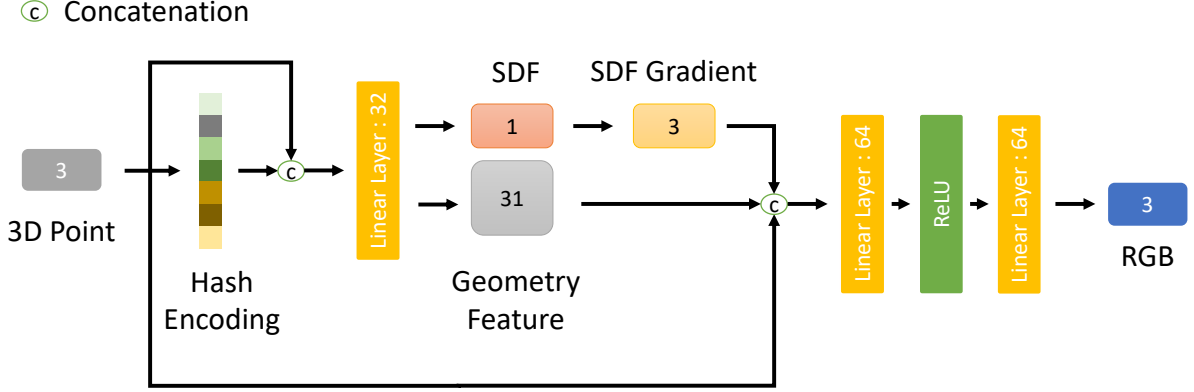 c Concatenation
SDF
SDF Gradient
3
3D Point
Hash
Encoding
c
Linear Layer : 32
1
3
31
Geometry
Feature
c
Linear Layer : 64
ReLU
Linear Layer : 64
3
RGB